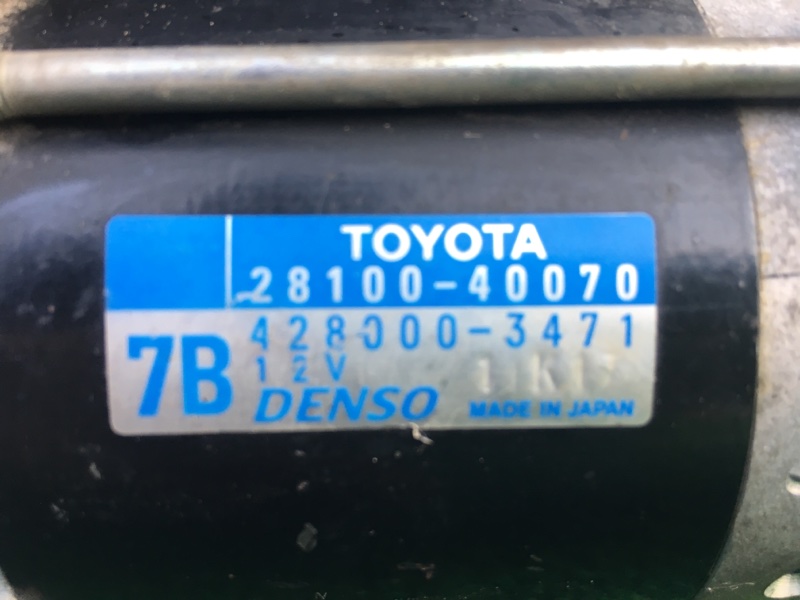 TOYOTA
28100-40070
7B
428000-3471
12V
DENSO
MADE IN JAPAN